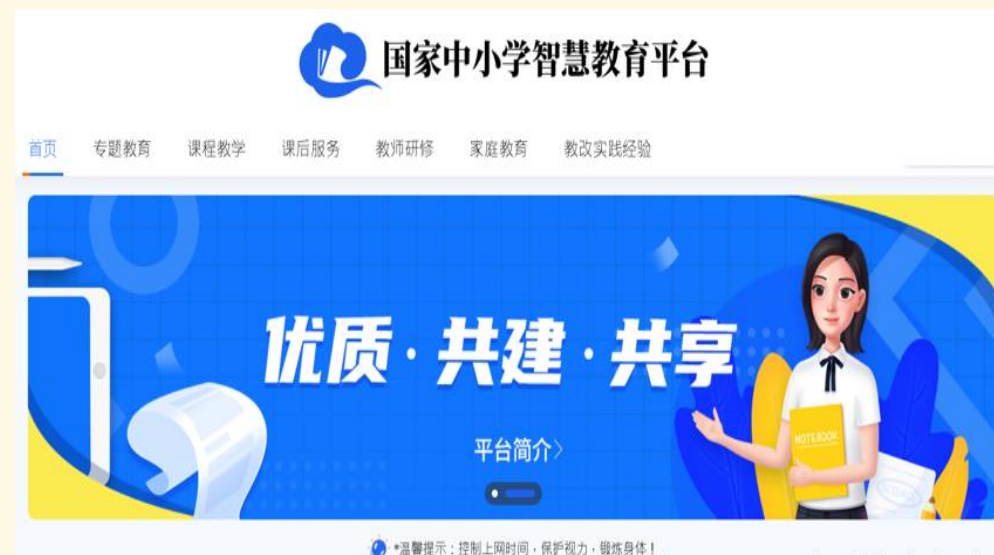 国家中小学智慧教育平台
首页 专题教育 课程教学 课后服务 教师研修 家庭教育 教改实践经验
优质·共建·共享
平台简介〉
NOTEBOOK
*温馨提示:控制上网时间,保护视力,锻炼身体!